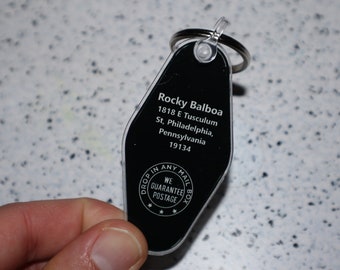 Rocky Balboa
1818 E Tusculum
St, Philadelphia,
Pennsylvania
19134
DROP IN ANY MAIL BOX
WE
GUARANTEE
POSTAGE